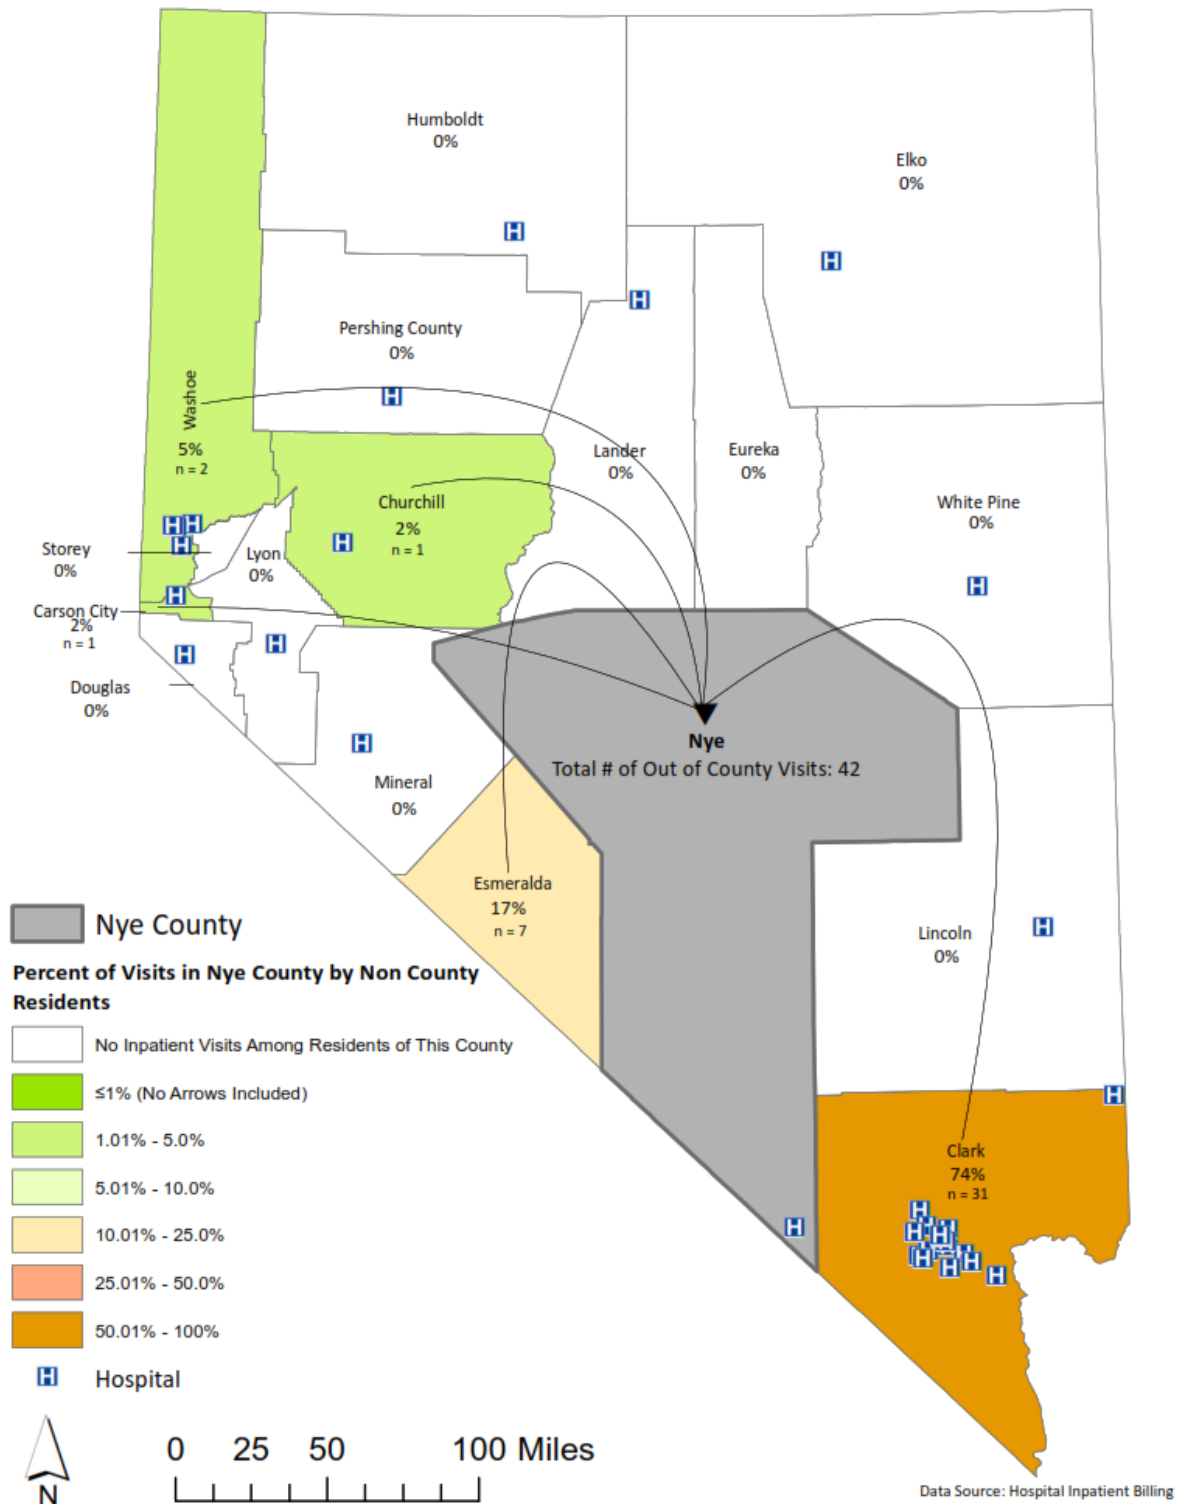 Humboldt
0%
Elko
0%
Pershing County
0%
Washoe
5%
n = 2
Lander
0%
Eureka
0%
Churchill
2%
n = 1
White Pine
0%
Storey
0%
Lyon
0%
Carson City
2%
n = 1
Douglas
0%
Nye
Total # of Out of County Visits: 42
Mineral
0%
Esmeralda
17%
n = 7
Lincoln
0%
Clark
74%
n = 31
Nye County
Percent of Visits in Nye County by Non County
Residents
No Inpatient Visits Among Residents of This County
≤1% (No Arrows Included)
1.01% - 5.0%
5.01% - 10.0%
10.01% - 25.0%
25.01% - 50.0%
50.01% - 100%
H Hospital
N
0 25 50 100 Miles
Data Source: Hospital Inpatient Billing